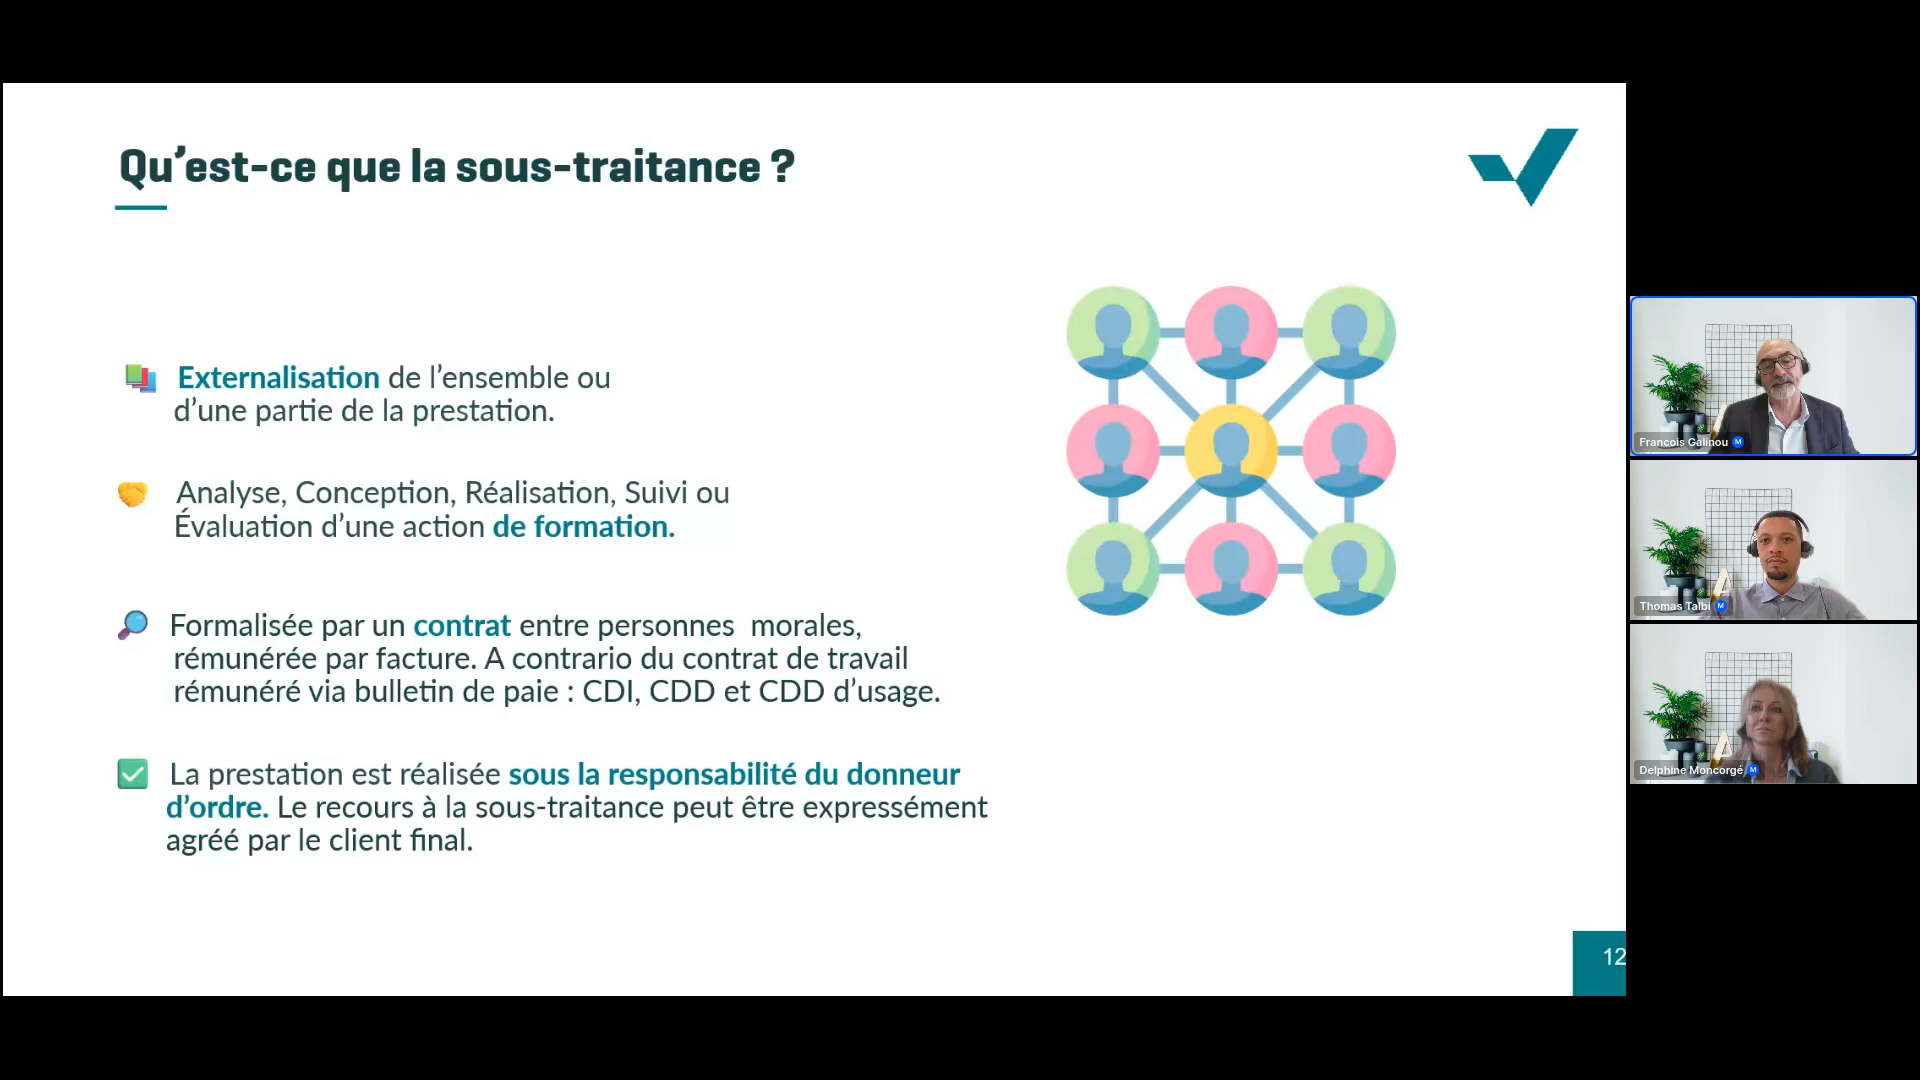 Qu’est-ce que la sous-traitance ?
Externalisation de l’ensemble ou
d’une partie de la prestation.
Analyse, Conception, Réalisation, Suivi ou
Évaluation d’une action de formation.
Formalisée par un contrat entre personnes morales,
rémunérée par facture. A contrario du contrat de travail
rémunéré via bulletin de paie : CDI, CDD et CDD d’usage.
La prestation est réalisée sous la responsabilité du donneur
d’ordre. Le recours à la sous-traitance peut être expressément
agréé par le client final.
12
Francois Galinou M
Thomas Talbi M
Delphine Moncorgé M